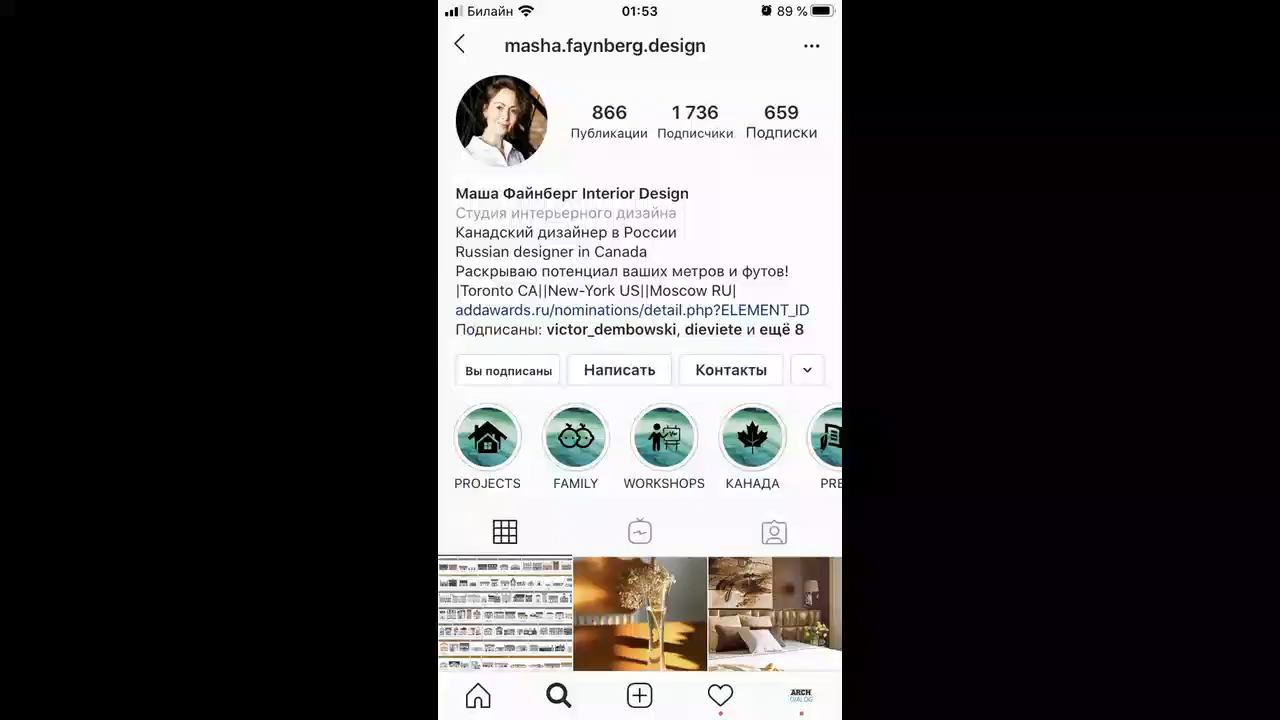 Билайн 01:53 89 %
masha.faynberg.design
866 1 736 659
Публикации Подписчики Подписки
Маша Файнберг Interior Design
Студия интерьерного дизайна
Канадский дизайнер в России
Russian designer in Canada
Раскрываю потенциал ваших метров и футов!
|Toronto CA||New-York US||Moscow RU|
addawards.ru/nominations/detail.php?ELEMENT_ID
Подписаны: victor_dembowski, dieviete и ещё 8
Вы подписаны Написать Контакты
PROJECTS FAMILY WORKSHOPS КАНАДА PRE
ARCH
DIALOG